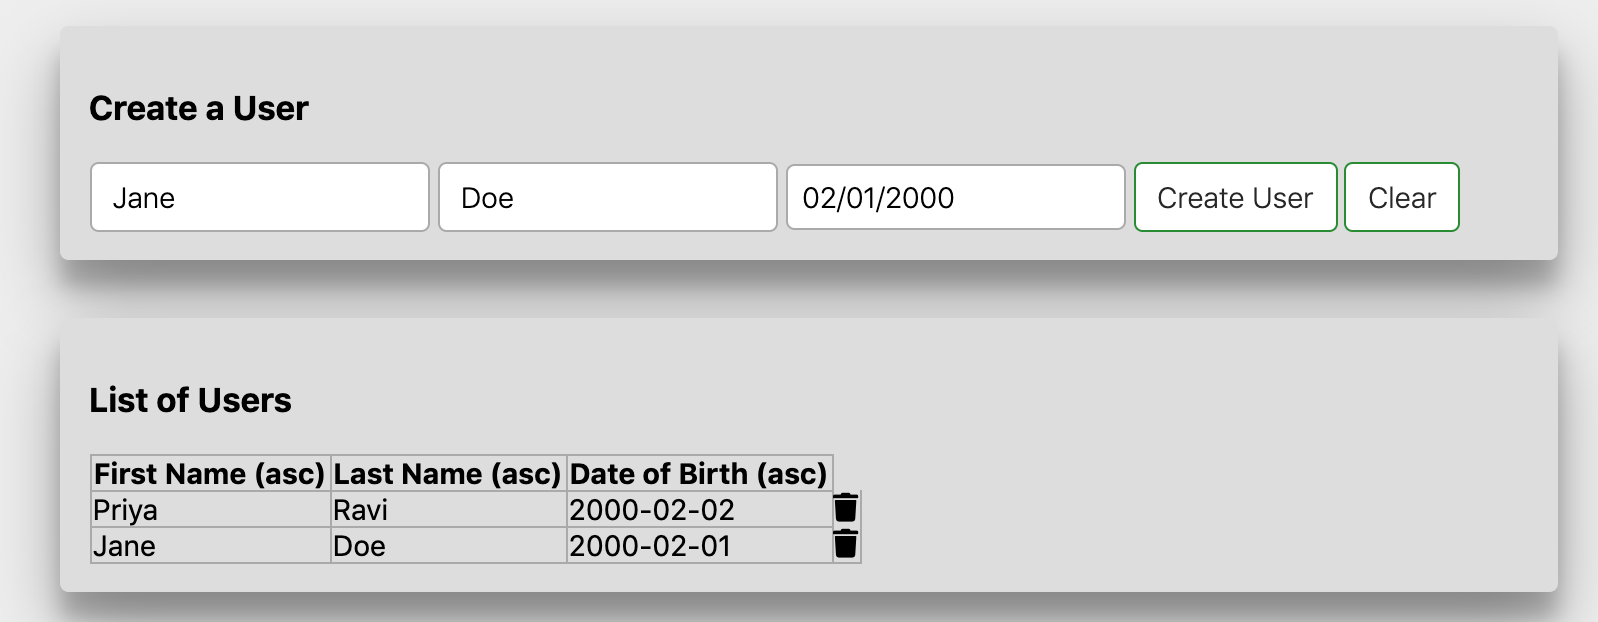 Create a User
Jane Doe 02/01/2000 Create User Clear
List of Users
First Name (asc) Last Name (asc) Date of Birth (asc)
Priya Ravi 2000-02-02
Jane Doe 2000-02-01